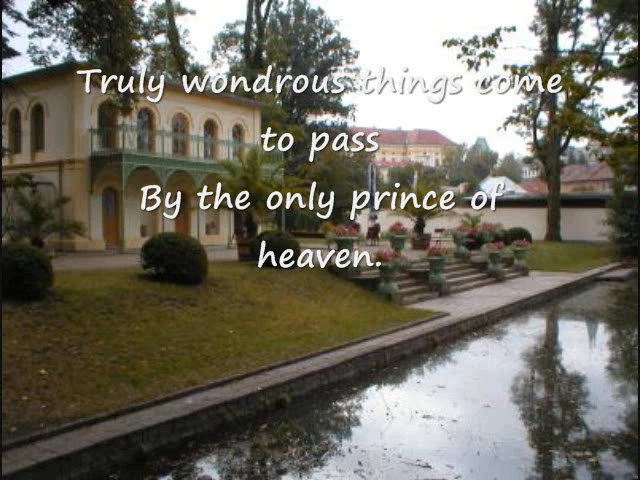 Truly wondrous things come
to pass
By the only prince of
heaven.